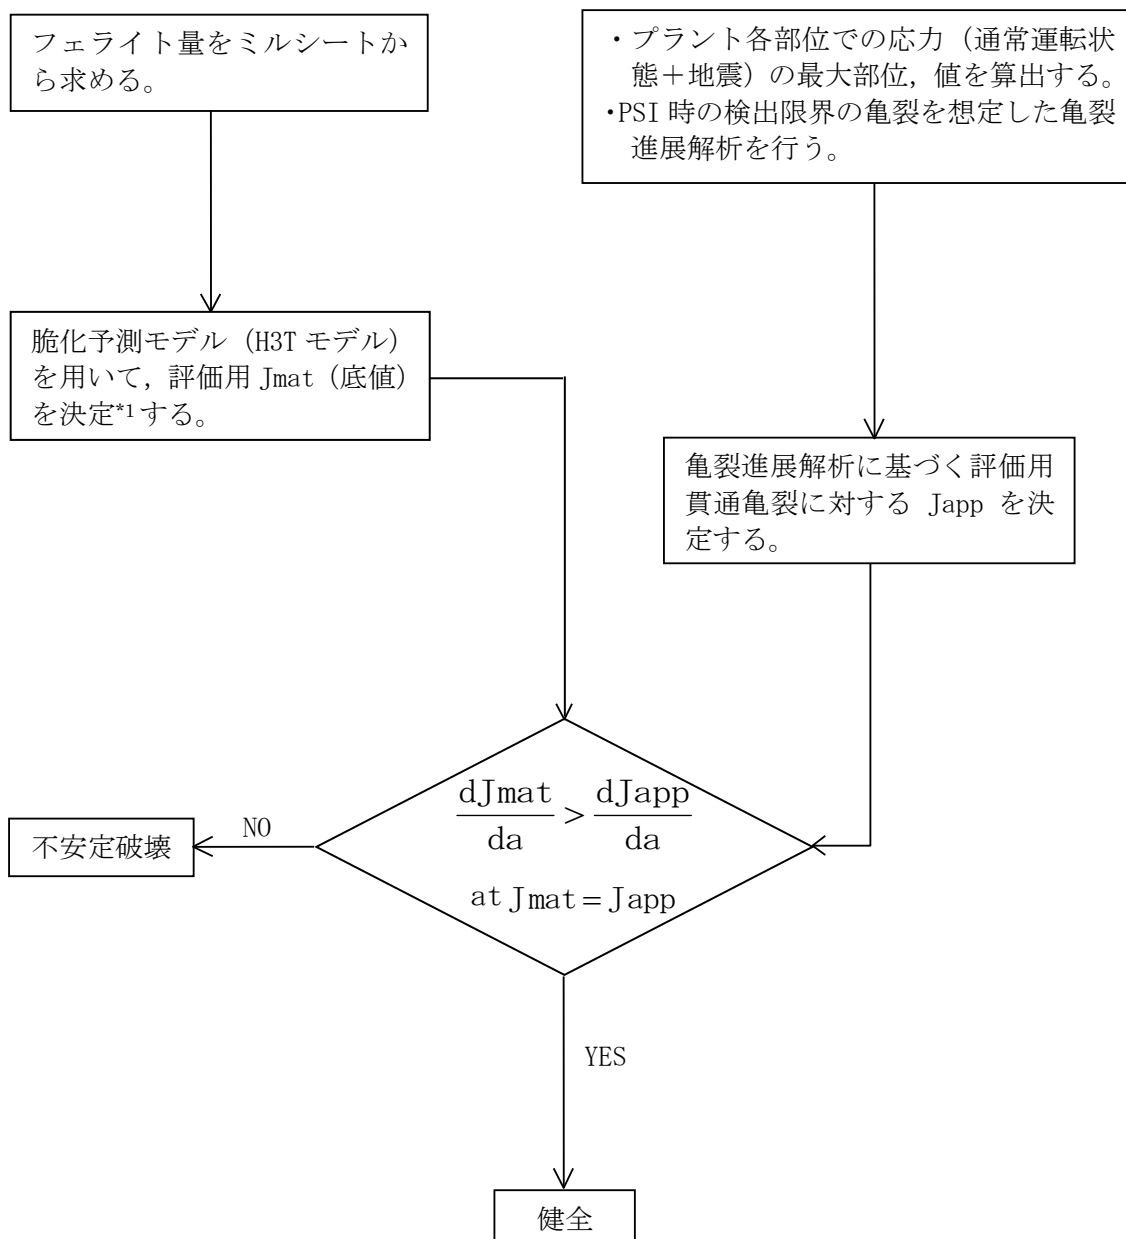 フェライト量をミルシートか
ら求める。
・プラント各部位での応力（通常運転状
態＋地震）の最大部位，値を算出する。
・PSI 時の検出限界の亀裂を想定した亀裂
進展解析を行う。
脆化予測モデル（H3T モデル）
を用いて，評価用 Jmat（底値）
を決定*1する。
亀裂進展解析に基づく評価用
貫通亀裂に対する Japp を決
定する。
dJmat/da > dJapp/da
at Jmat = Japp
NO
不安定破壊
YES
健全